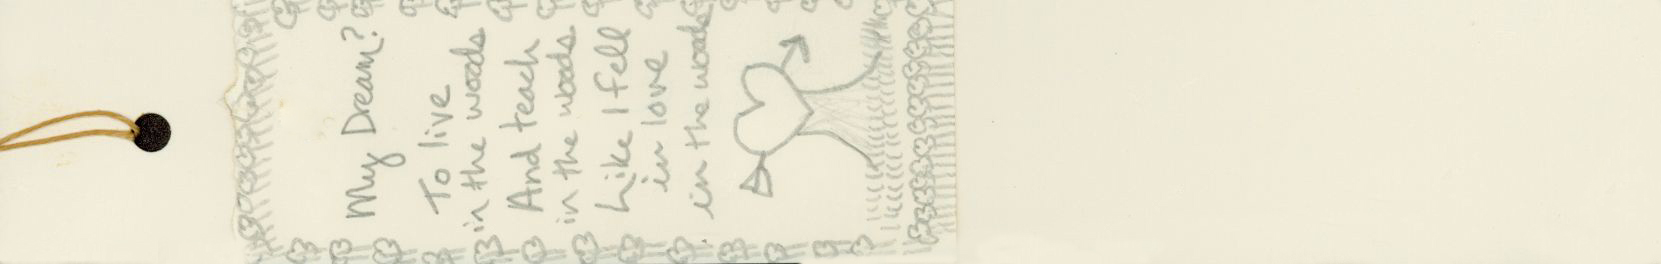 My Dream?
To live
in the woods
And teach
in the woods
Like I fell
in love
in the woods